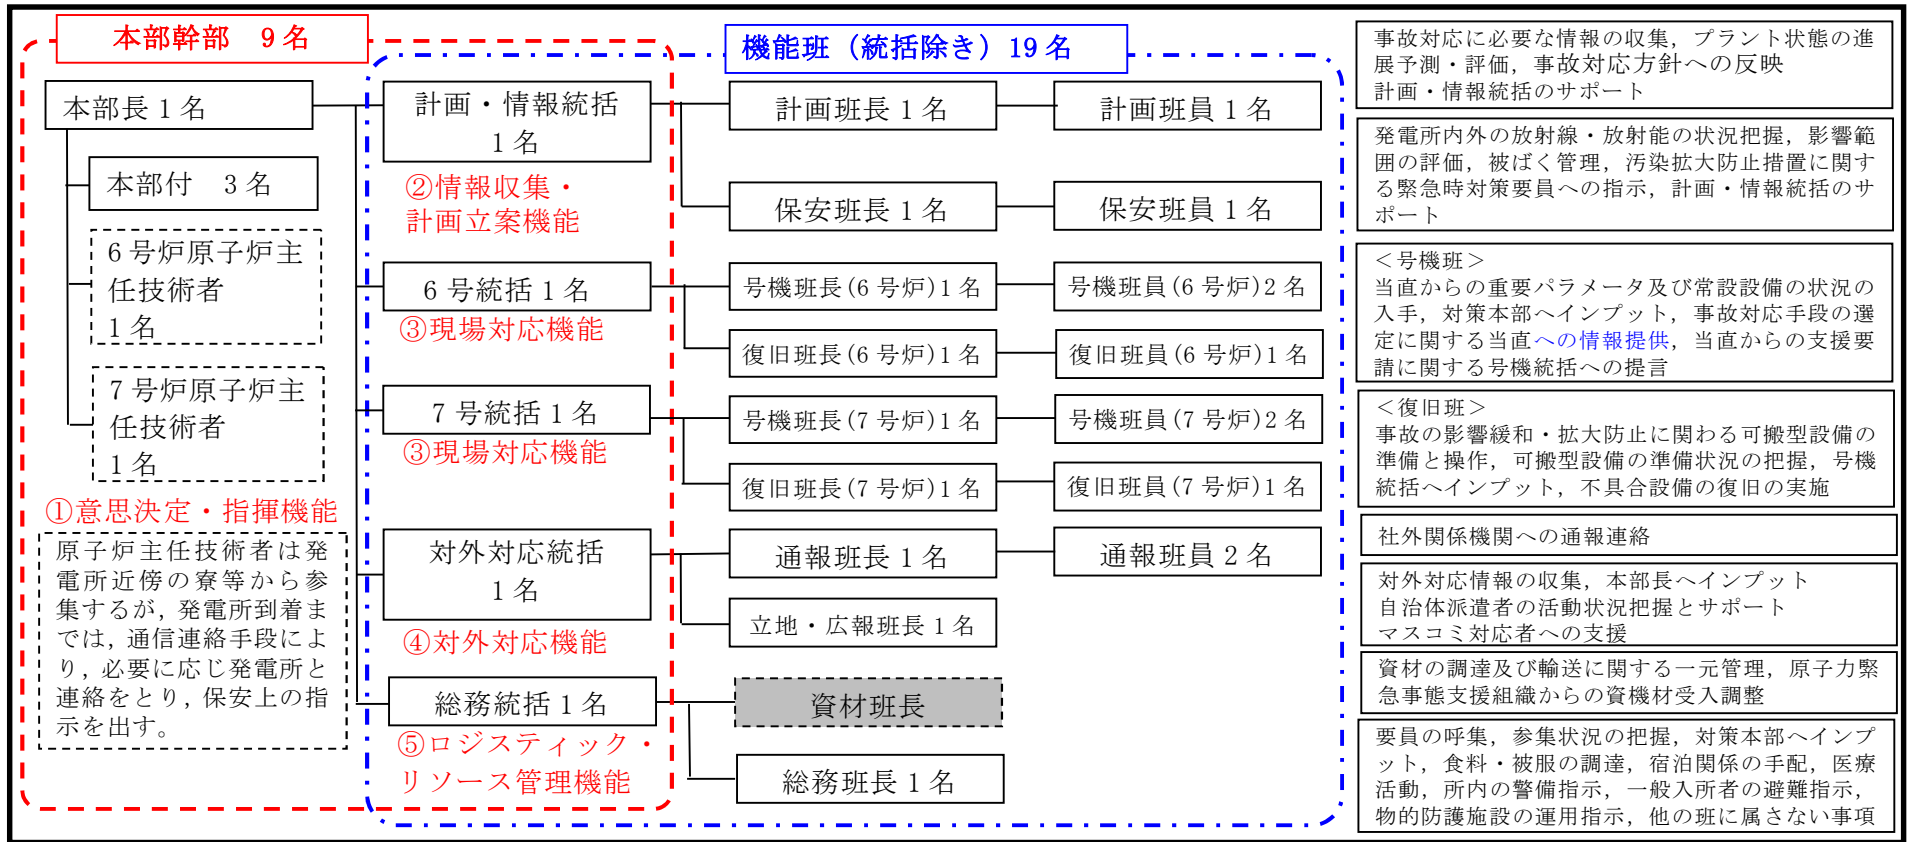 本部幹部　9名
機能班（統括除き）19名
本部長1名
本部付　3名
6号炉原子炉主
任技術者
1名
7号炉原子炉主
任技術者
1名
①意思決定・指揮機能
原子炉主任技術者は発
電所近傍の寮等から参
集するが，発電所到着ま
では，通信連絡手段によ
り，必要に応じ発電所と
連絡をとり，保安上の指
示を出す。
計画・情報統括
1名
②情報収集・
計画立案機能
6号統括1名
③現場対応機能
7号統括1名
③現場対応機能
対外対応統括
1名
④対外対応機能
総務統括1名
⑤ロジスティック・
リソース管理機能
計画班長1名
計画班員1名
保安班長1名
保安班員1名
号機班長(6号炉)1名
号機班員(6号炉)2名
復旧班長(6号炉)1名
復旧班員(6号炉)1名
号機班長(7号炉)1名
号機班員(7号炉)2名
復旧班長(7号炉)1名
復旧班員(7号炉)1名
通報班長1名
通報班員2名
立地・広報班長1名
資材班長
総務班長1名
事故対応に必要な情報の収集，プラント状態の進
展予測・評価，事故対応方針への反映
計画・情報統括のサポート
発電所内外の放射線・放射能の状況把握，影響範
囲の評価，被ばく管理，汚染拡大防止措置に関す
る緊急時対策要員への指示，計画・情報統括のサ
ポート
＜号機班＞
当直からの重要パラメータ及び常設設備の状況の
入手，対策本部へインプット，事故対応手段の選
定に関する当直への情報提供，当直からの支援要
請に関する号機統括への提言
＜復旧班＞
事故の影響緩和・拡大防止に関わる可搬型設備の
準備と操作，可搬型設備の準備状況の把握，号機
統括へインプット，不具合設備の復旧の実施
社外関係機関への通報連絡
対外対応情報の収集，本部長へインプット
自治体派遣者の活動状況把握とサポート
マスコミ対応者への支援
資材の調達及び輸送に関する一元管理，原子力緊
急事態支援組織からの資機材受入調整
要員の呼集，参集状況の把握，対策本部へインプ
ット，食料・被服の調達，宿泊関係の手配，医療
活動，所内の警備指示，一般入所者の避難指示，
物的防護施設の運用指示，他の班に属さない事項